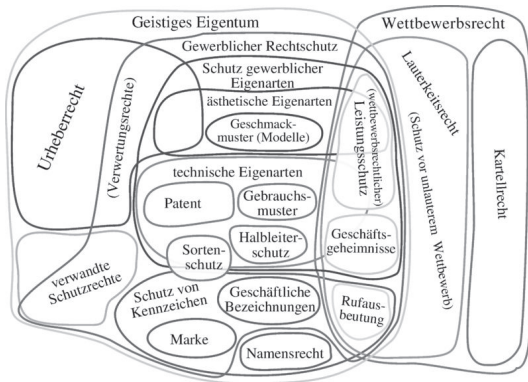 Geistiges Eigentum
Wettbewerbsrecht
Gewerblicher Rechtschutz
Schutz gewerblicher
Eigenarten
ästhetische Eigenarten
Geschmack-
muster (Modelle)
Urheberrecht
(Verwertungsrechte)
(wettbewerbsrechtlicher)
Leistungsschutz
Lauterkeitsrecht
(Schutz vor unlauterem Wettbewerb)
Kartellrecht
technische Eigenarten
Patent
Gebrauchs-
muster
Sorten-
schutz
Halbleiter-
schutz
Geschäfts-
geheimnisse
verwandte
Schutzrechte
Schutz von
Kennzeichen
Geschäftliche
Bezeichnungen
Rufaus-
beutung
Marke
Namensrecht